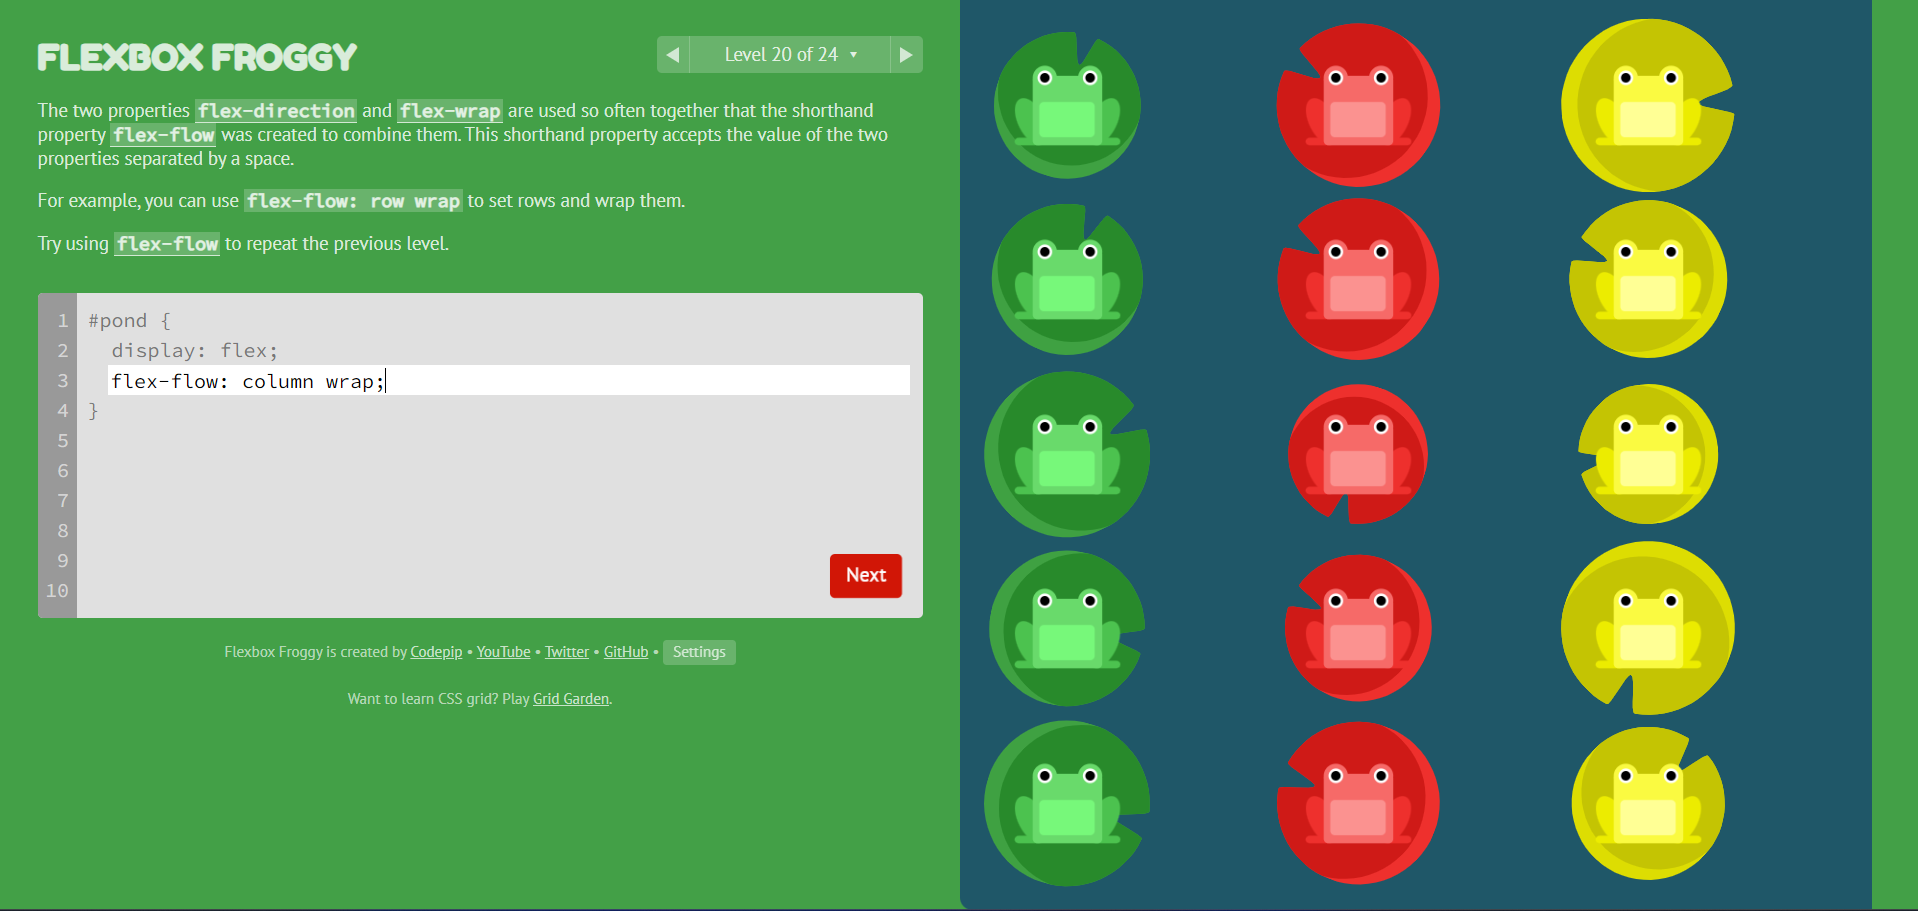 FLEXBOX FROGGY
Level 20 of 24
The two properties flex-direction and flex-wrap are used so often together that the shorthand
property flex-flow was created to combine them. This shorthand property accepts the value of the two
properties separated by a space.
For example, you can use flex-flow: row wrap to set rows and wrap them.
Try using flex-flow to repeat the previous level.
1 #pond {
2 display: flex;
3 flex-flow: column wrap;
4 }
5
6
7
8
9
10
Next
Flexbox Froggy is created by Codepip • YouTube • Twitter • GitHub • Settings
Want to learn CSS grid? Play Grid Garden.